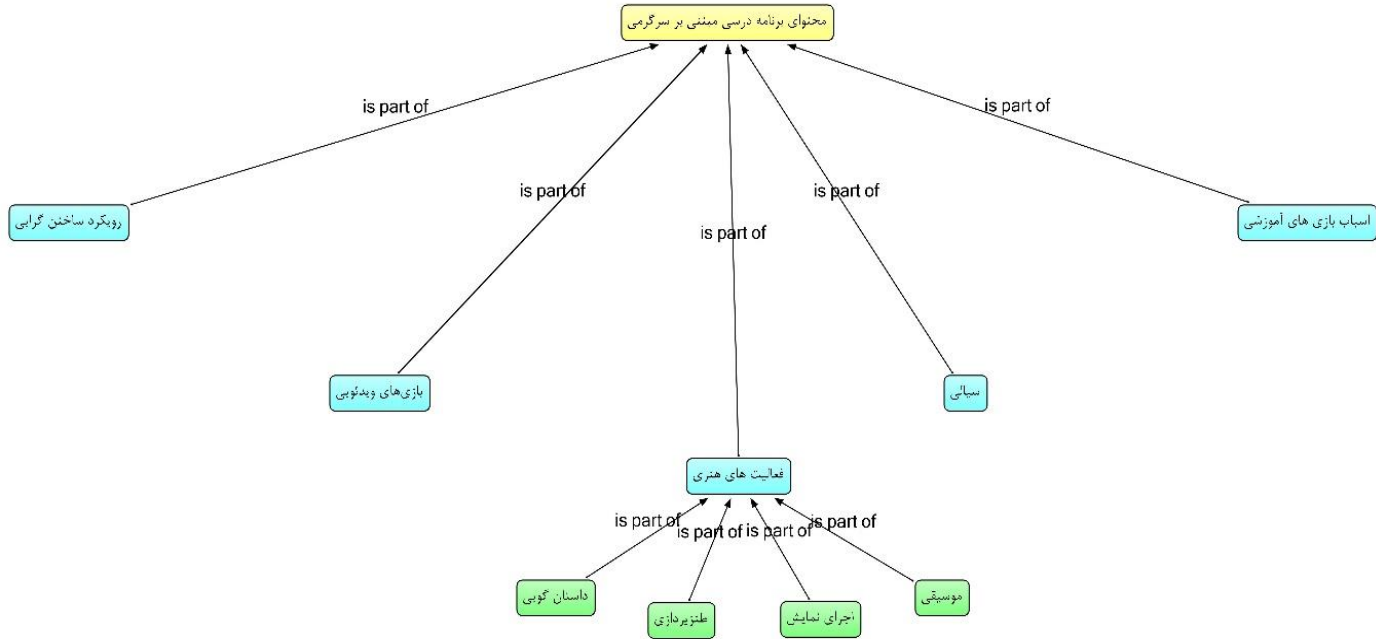 محتوای برنامه درسی مبتنی بر سرگرمی
is part of
is part of
is part of
is part of
is part of
رویکرد ساختن گرایی
اسباب بازی های آموزشی
بازی‌های ویدئویی
سیالی
فعالیت های هنری
is part of
is part of
is part of
is part of
داستان گویی
طنزپردازی
اجرای نمایش
موسیقی